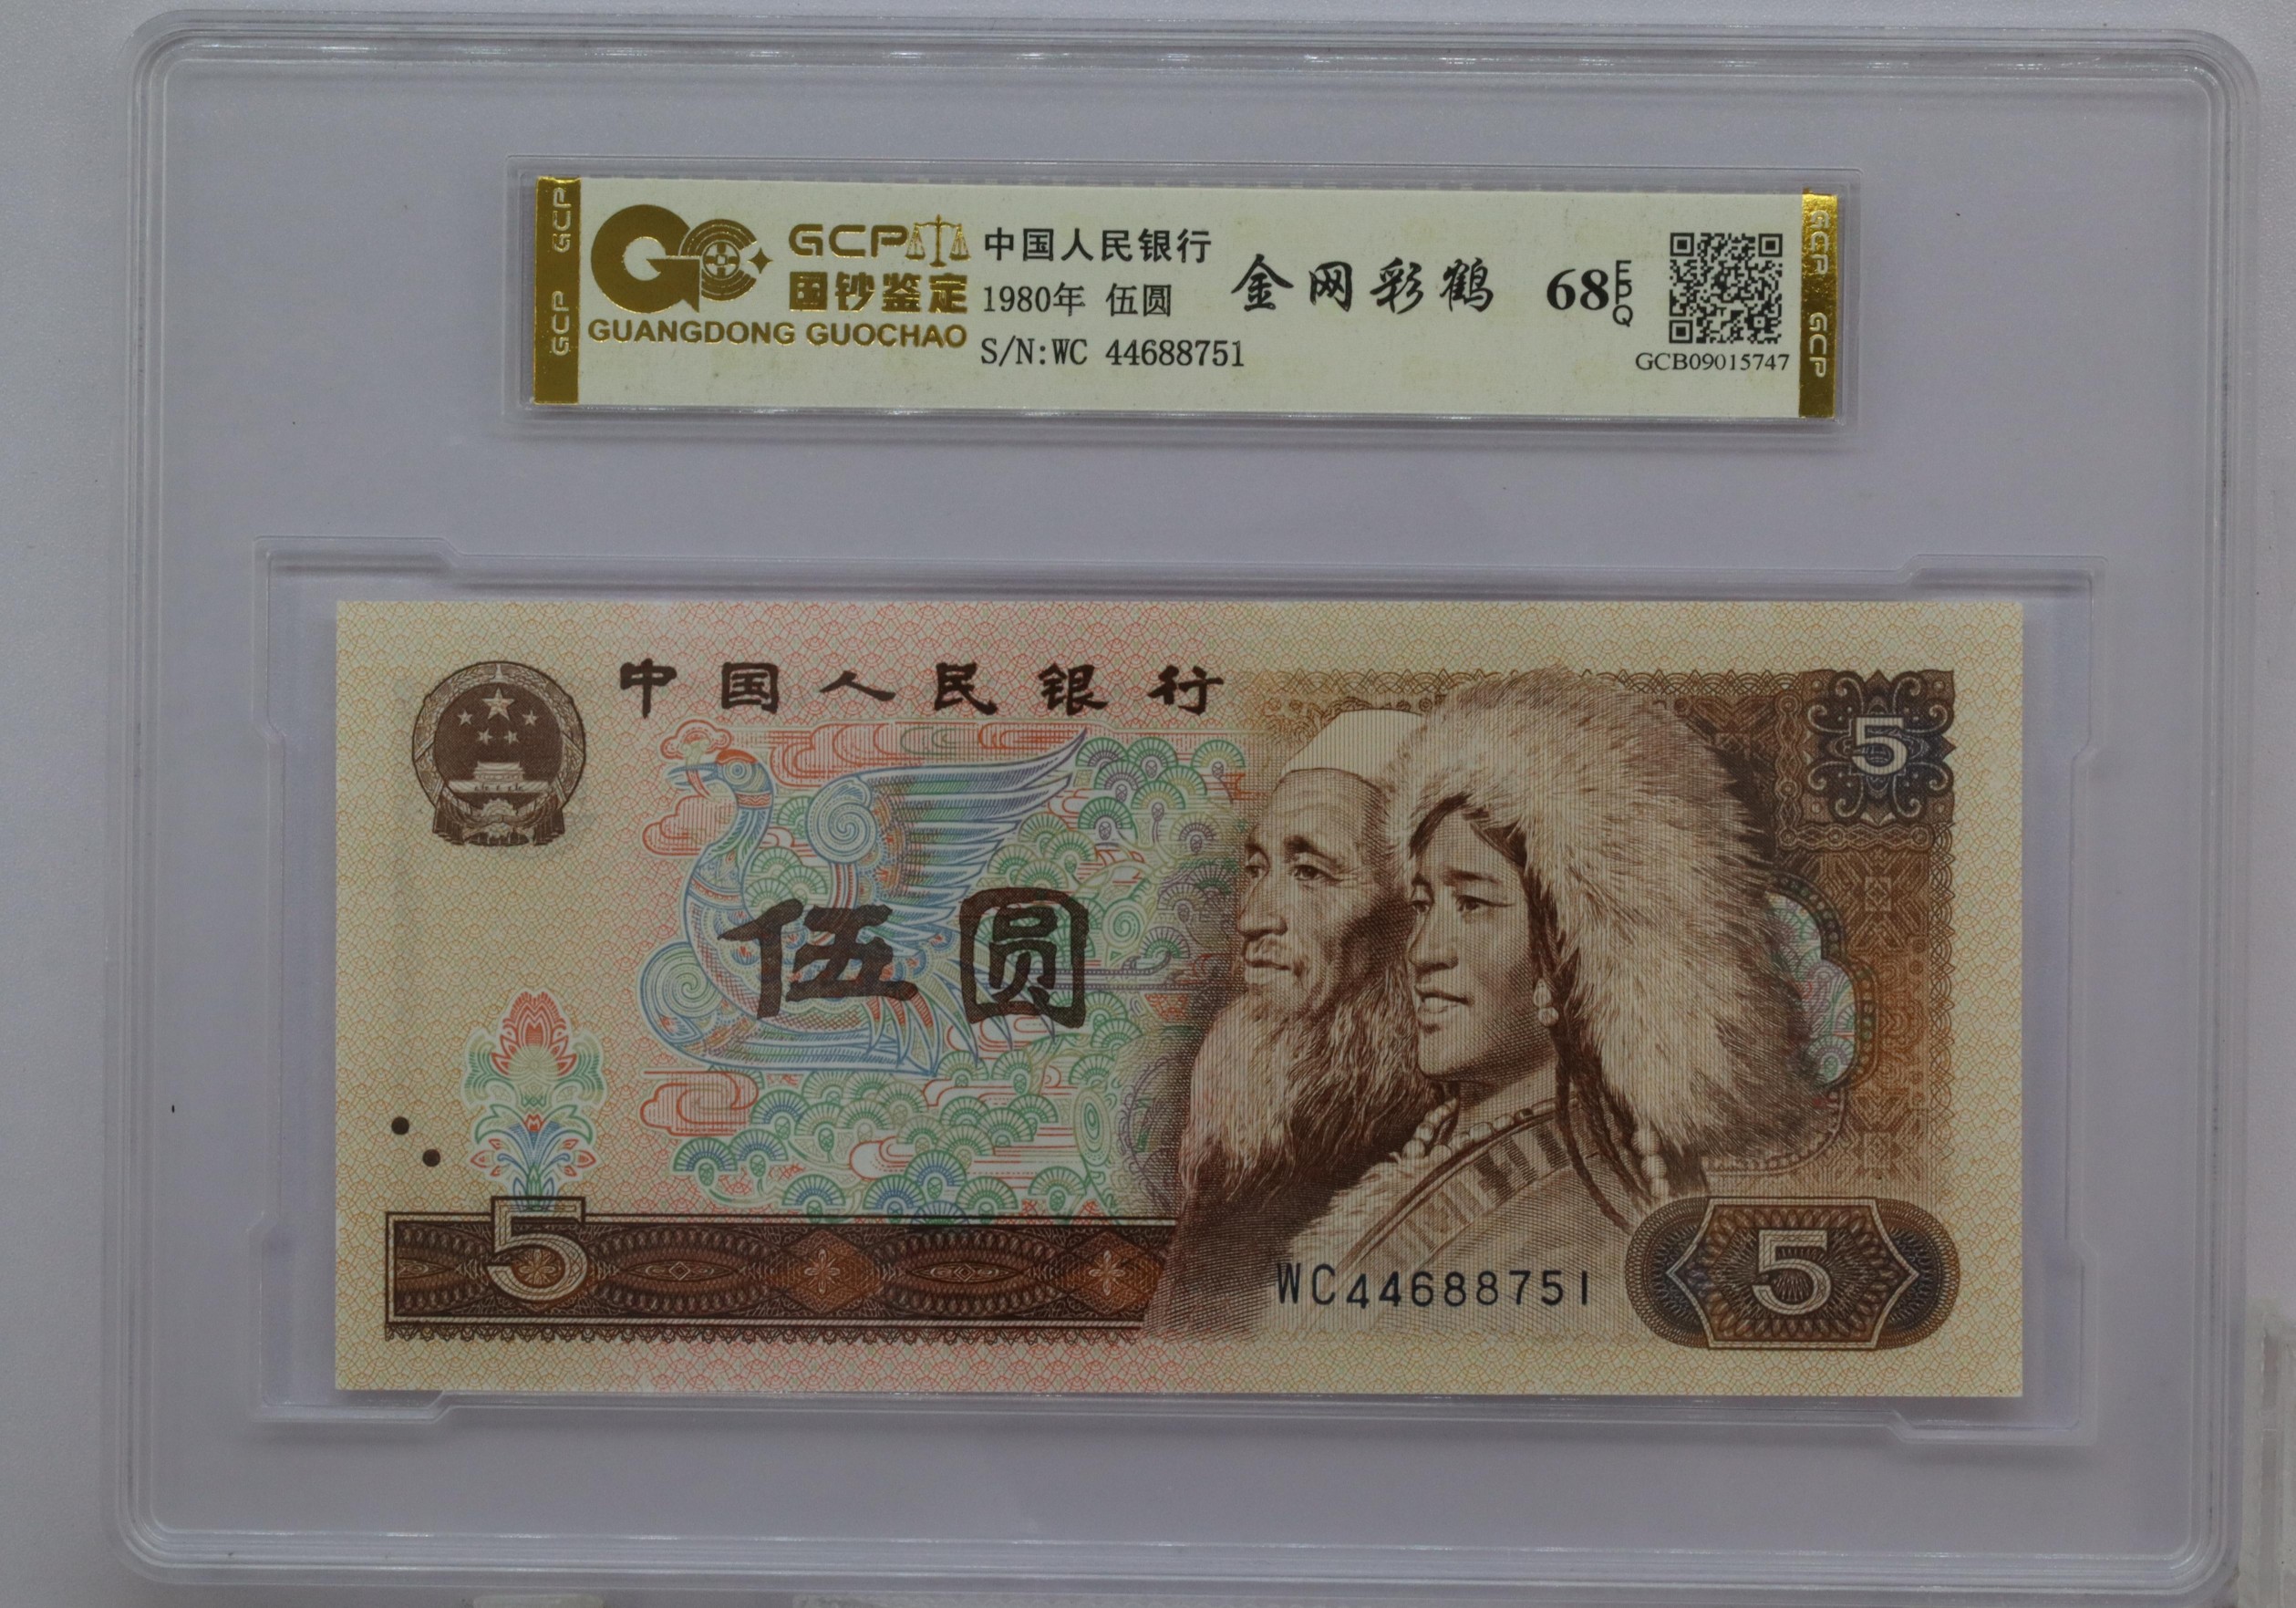 GCP GCP
GCP
国钞鉴定
GUANGDONG GUOCHAO
中国人民银行
1980年 伍圆
S/N:WC 44688751
金网彩鹤
68 EPQ
GCB09015747
GCP GCP
中国人民银行
5
伍圆
5
WC44688751
5